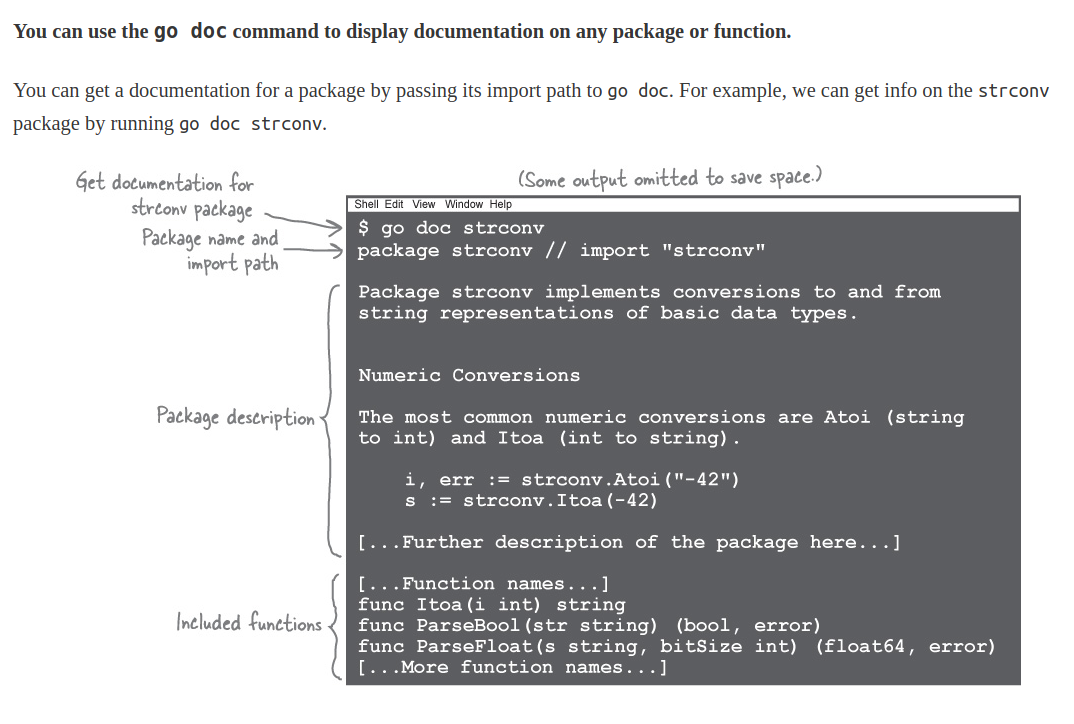 You can use the go doc command to display documentation on any package or function.
You can get a documentation for a package by passing its import path to go doc. For example, we can get info on the strconv
package by running go doc strconv.
Get documentation for
strconv package
Package name and
import path
(Some output omitted to save space.)
Shell Edit View Window Help
$ go doc strconv
package strconv // import "strconv"
Package description
Package strconv implements conversions to and from
string representations of basic data types.
Numeric Conversions
The most common numeric conversions are Atoi (string
to int) and Itoa (int to string).
i, err := strconv.Atoi("-42")
s := strconv.Itoa(-42)
[...Further description of the package here...]
Included functions
[...Function names...]
func Itoa(i int) string
func ParseBool(str string) (bool, error)
func ParseFloat(s string, bitSize int) (float64, error)
[...More function names...]